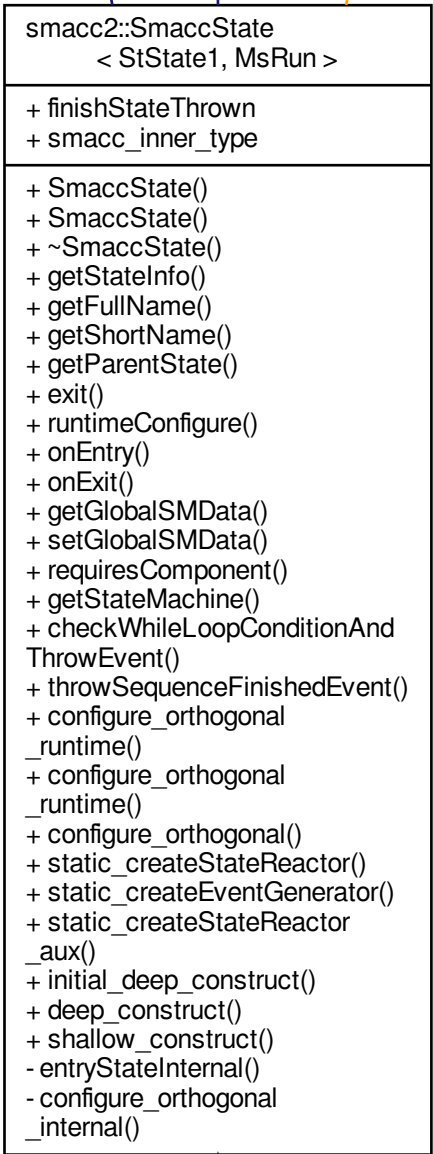 smacc2::SmaccState
< StState1, MsRun >
+ finishStateThrown
+ smacc_inner_type
+ SmaccState()
+ SmaccState()
+ ~SmaccState()
+ getStateInfo()
+ getFullName()
+ getShortName()
+ getParentState()
+ exit()
+ runtimeConfigure()
+ onEntry()
+ onExit()
+ getGlobalSMData()
+ setGlobalSMData()
+ requiresComponent()
+ getStateMachine()
+ checkWhileLoopConditionAnd
ThrowEvent()
+ throwSequenceFinishedEvent()
+ configure_orthogonal
_runtime()
+ configure_orthogonal
_runtime()
+ configure_orthogonal()
+ static_createStateReactor()
+ static_createEventGenerator()
+ static_createStateReactor
_aux()
+ initial_deep_construct()
+ deep_construct()
+ shallow_construct()
- entryStateInternal()
- configure_orthogonal
_internal()